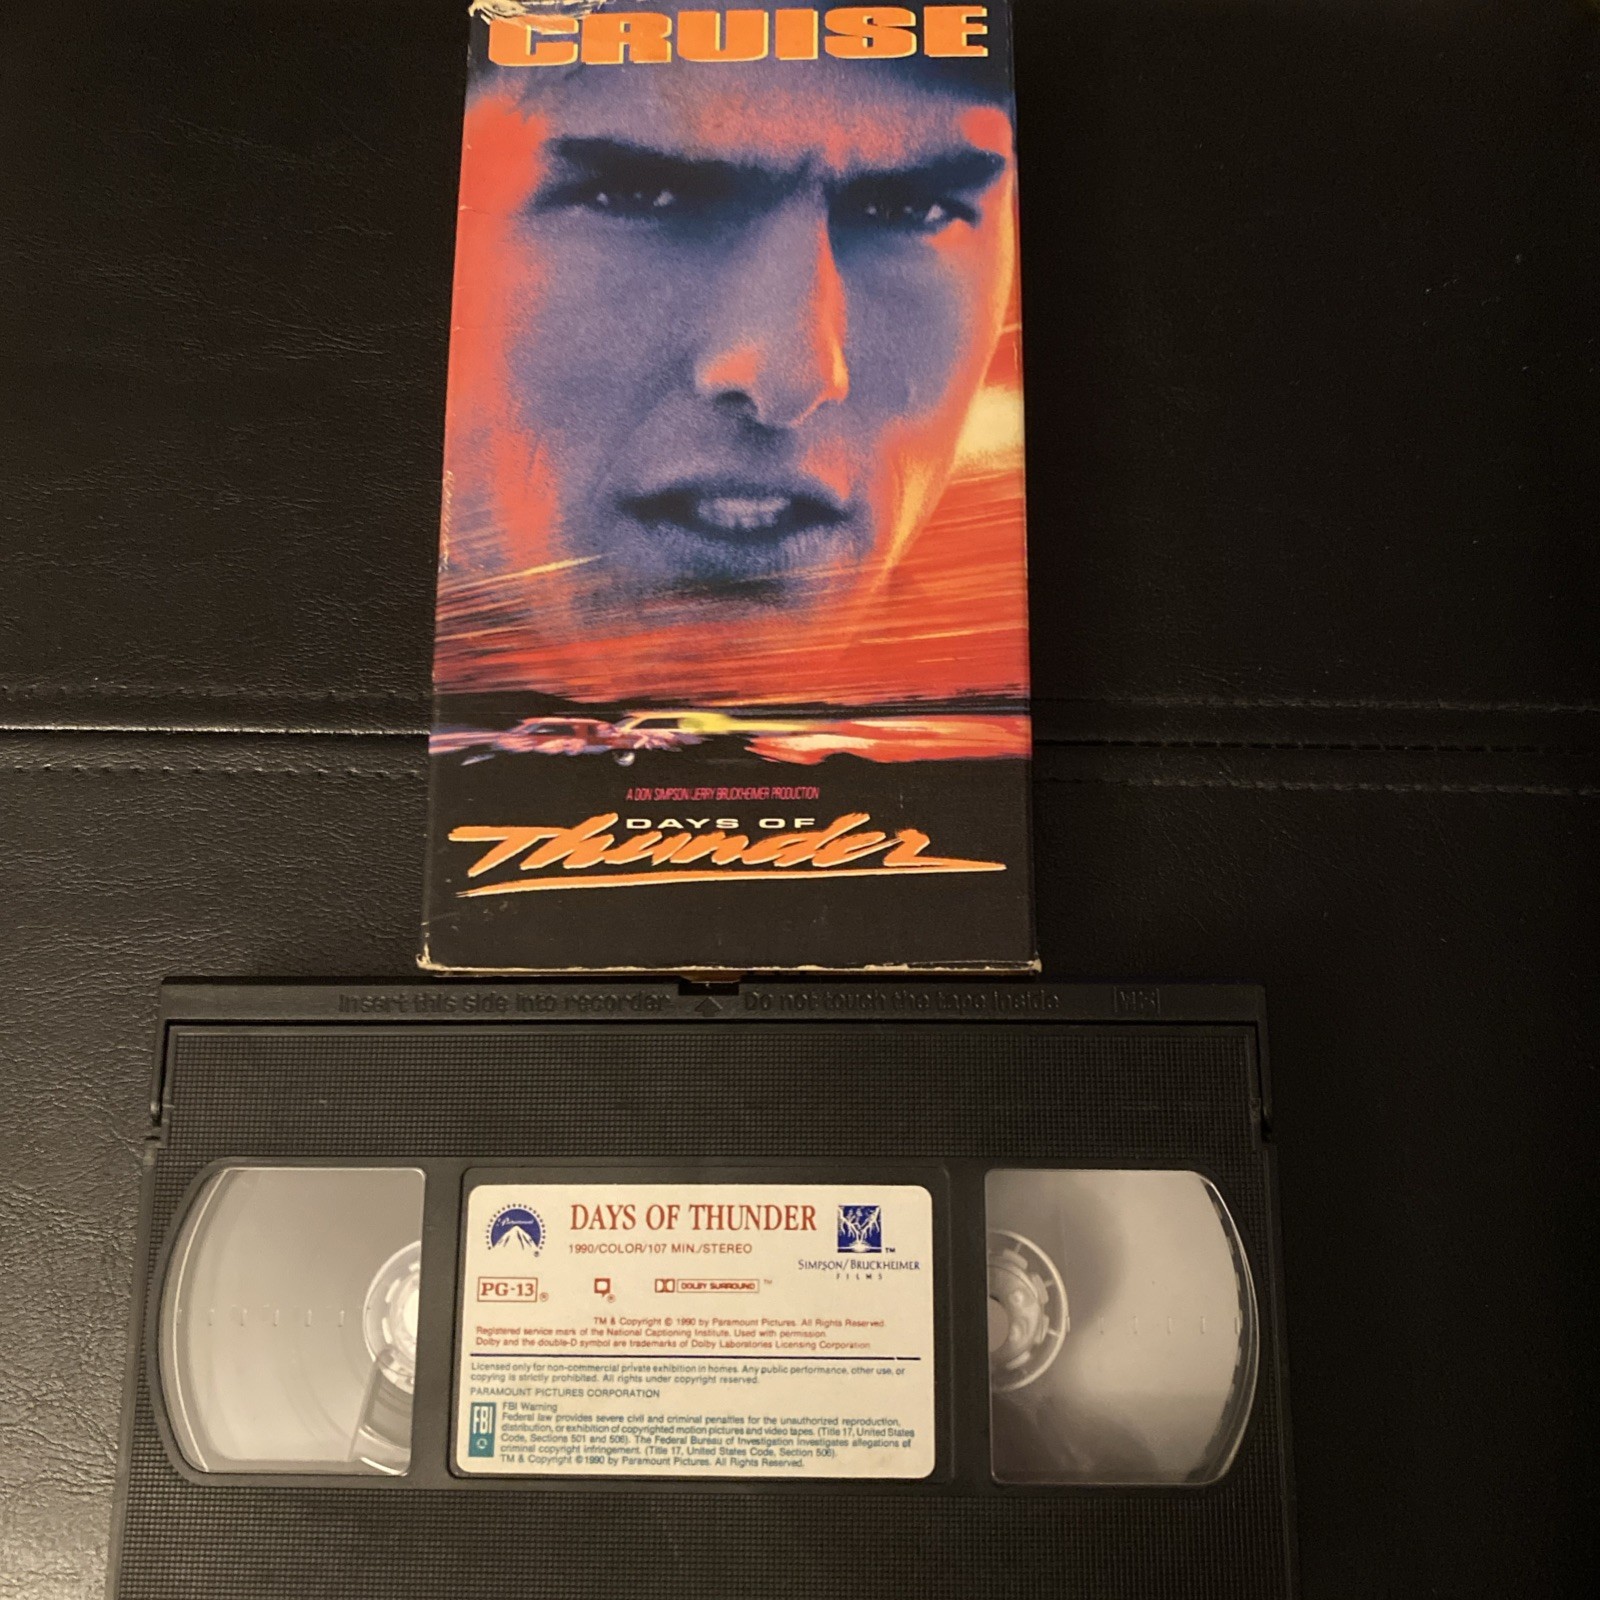 CRUISE
A DON SIMPSON/JERRY BRUCKHEIMER PRODUCTION
DAYS OF
Thunder
Insert this side into recorder Do not touch the tape inside VHS
Paramount
DAYS OF THUNDER
1990/COLOR/107 MIN./STEREO
SIMPSON/BRUCKHEIMER
FILMS
PG-13® ® DOLBY SURROUND ™
TM & Copyright © 1990 by Paramount Pictures. All Rights Reserved.
Registered service mark of the National Captioning Institute. Used with permission.
Dolby and the double-D symbol are trademarks of Dolby Laboratories Licensing Corporation
Licensed only for non-commercial private exhibition in homes. Any public performance, other use, or
copying is strictly prohibited. All rights under copyright reserved.
PARAMOUNT PICTURES CORPORATION
FBI
FBI Warning
Federal law provides severe civil and criminal penalties for the unauthorized reproduction,
distribution, or exhibition of copyrighted motion pictures and video tapes. (Title 17, United States
Code, Sections 501 and 506). The Federal Bureau of Investigation investigates allegations of
criminal copyright infringement. (Title 17, United States Code, Section 506).
TM & Copyright © 1990 by Paramount Pictures. All Rights Reserved.